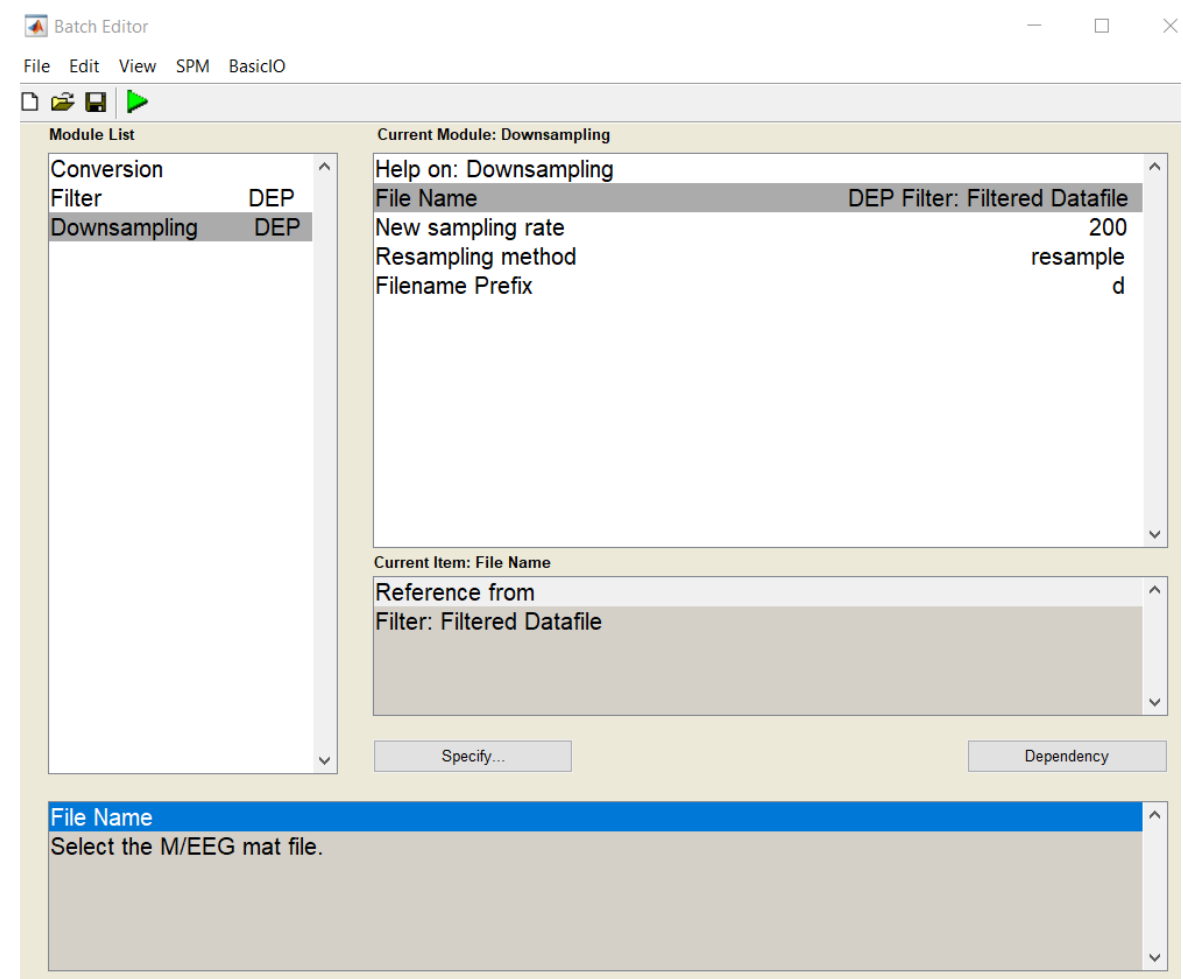 Batch Editor
File Edit View SPM BasicIO
Module List
Conversion
Filter DEP
Downsampling DEP
Current Module: Downsampling
Help on: Downsampling
File Name DEP Filter: Filtered Datafile
New sampling rate 200
Resampling method resample
Filename Prefix d
Current Item: File Name
Reference from
Filter: Filtered Datafile
Specify... Dependency
File Name
Select the M/EEG mat file.